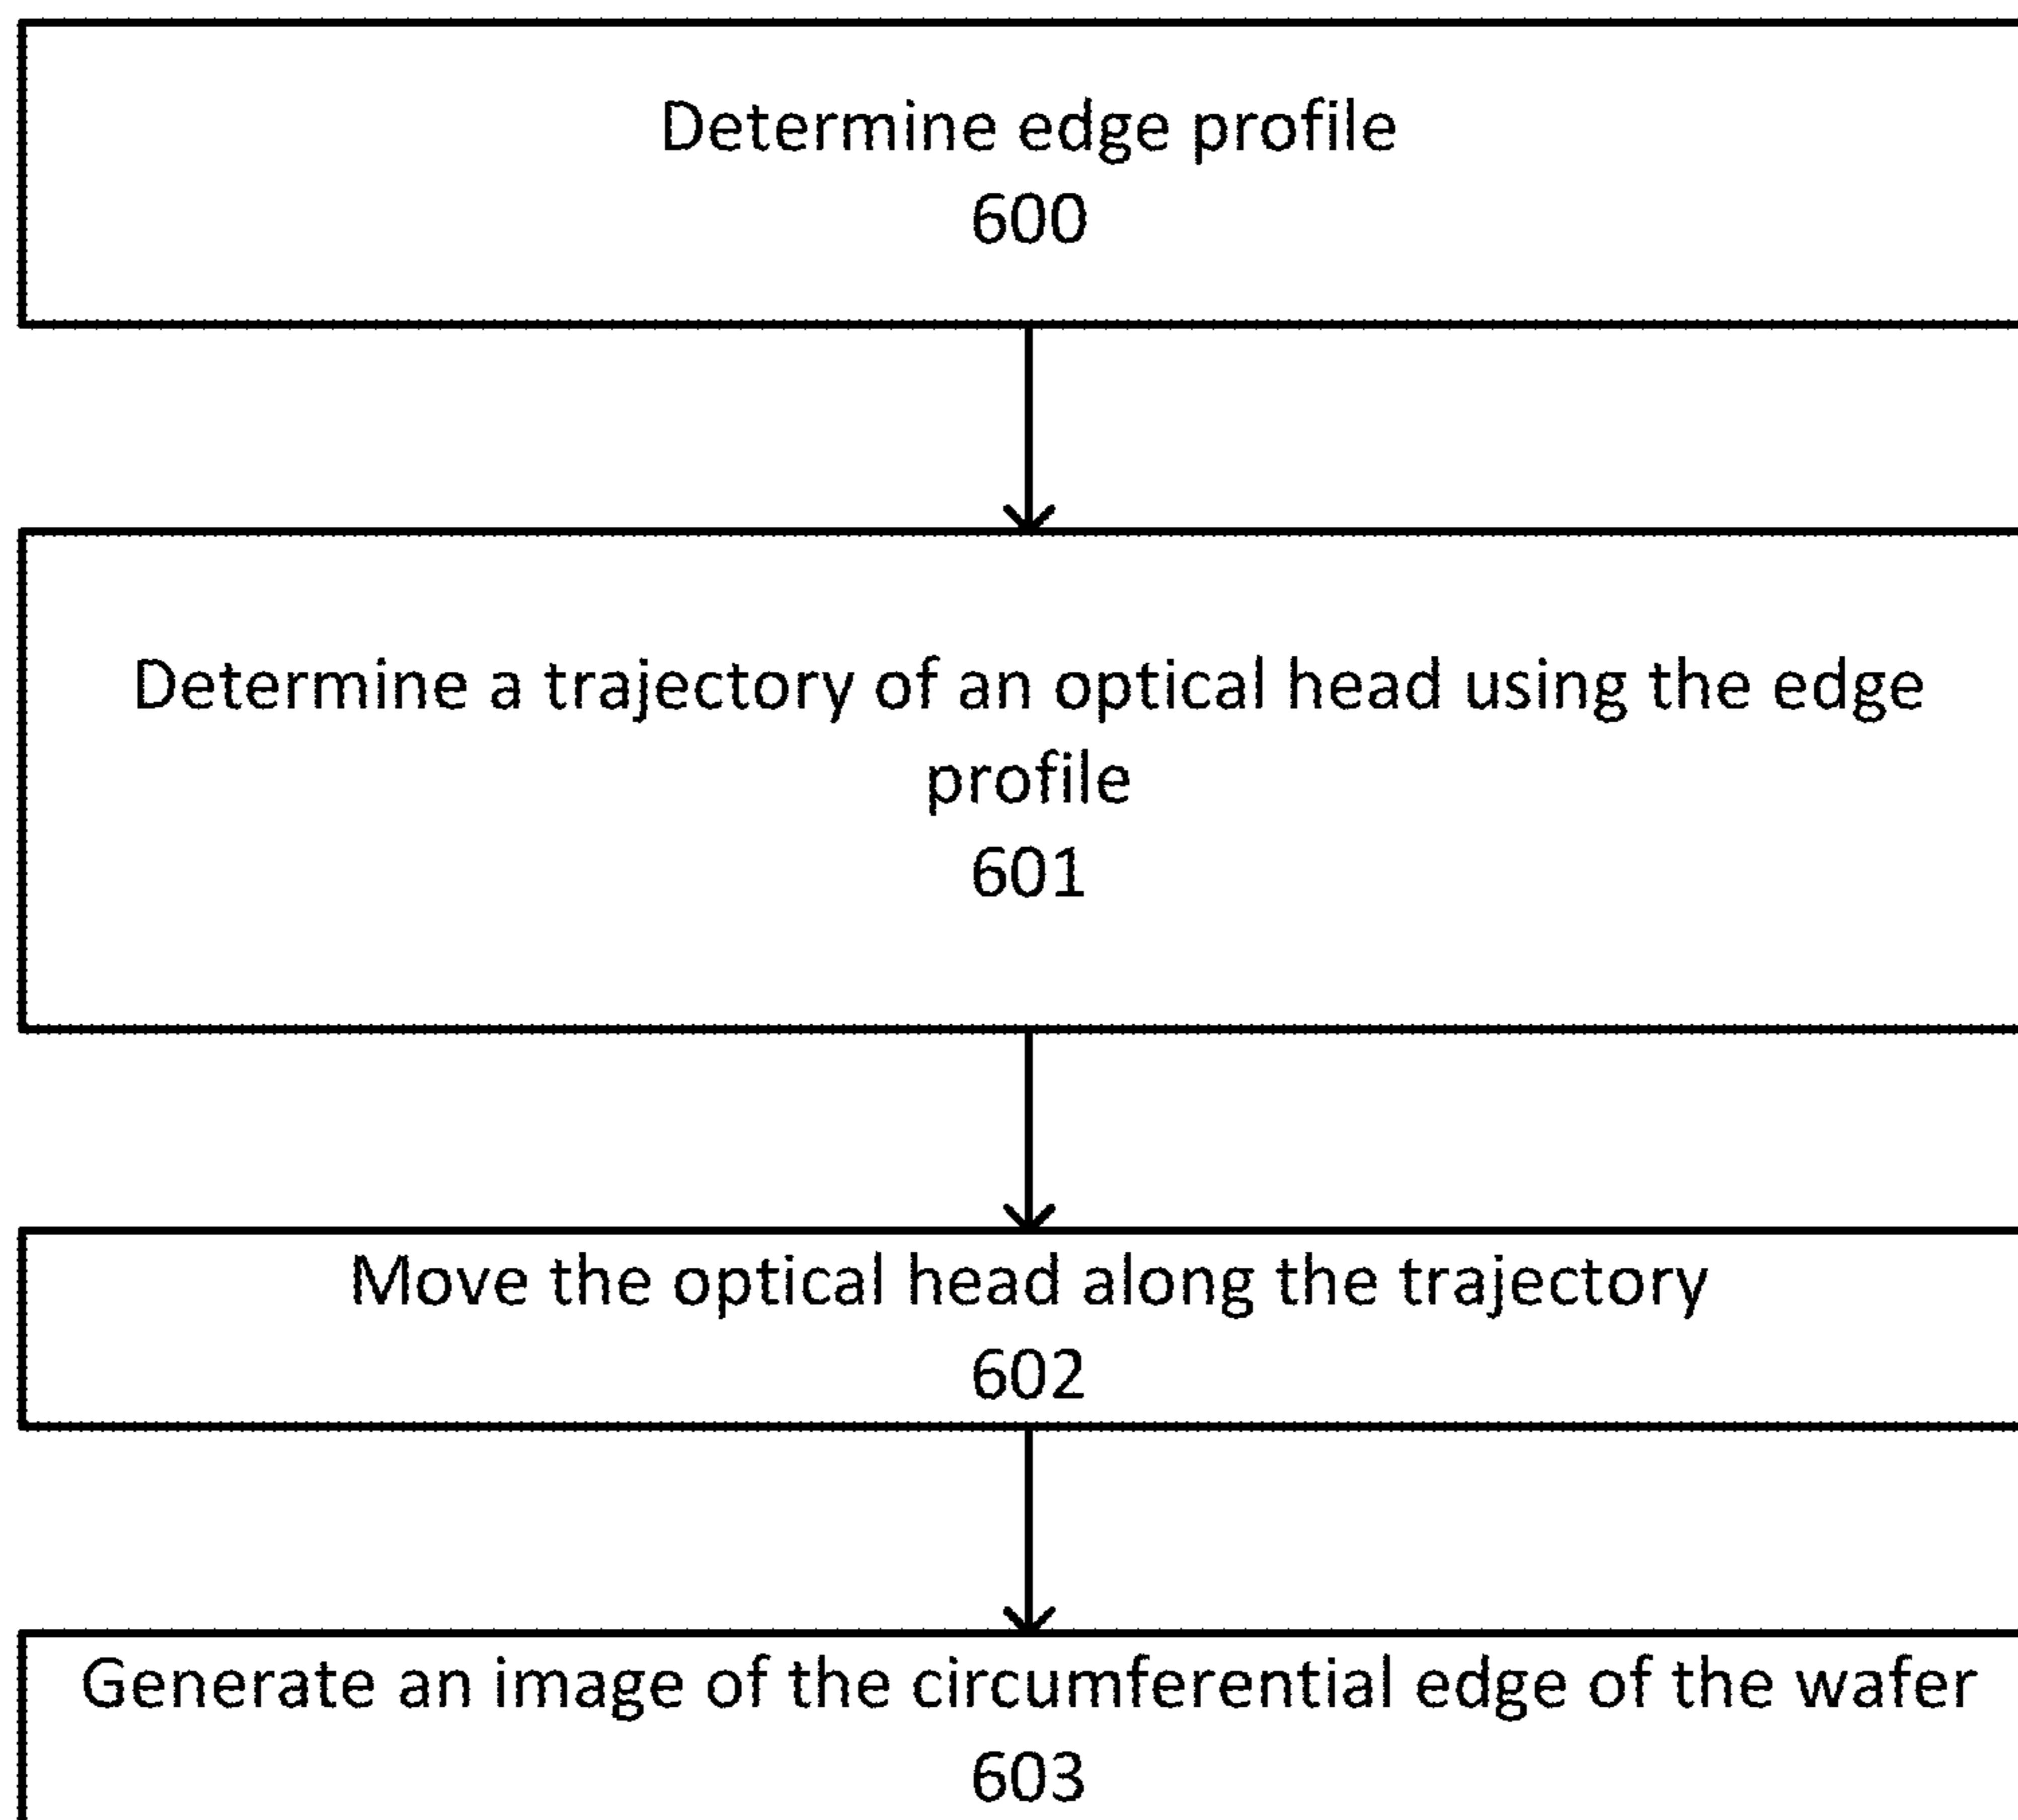 Determine edge profile
600
Determine a trajectory of an optical head using the edge
profile
601
Move the optical head along the trajectory
602
Generate an image of the circumferential edge of the wafer
603